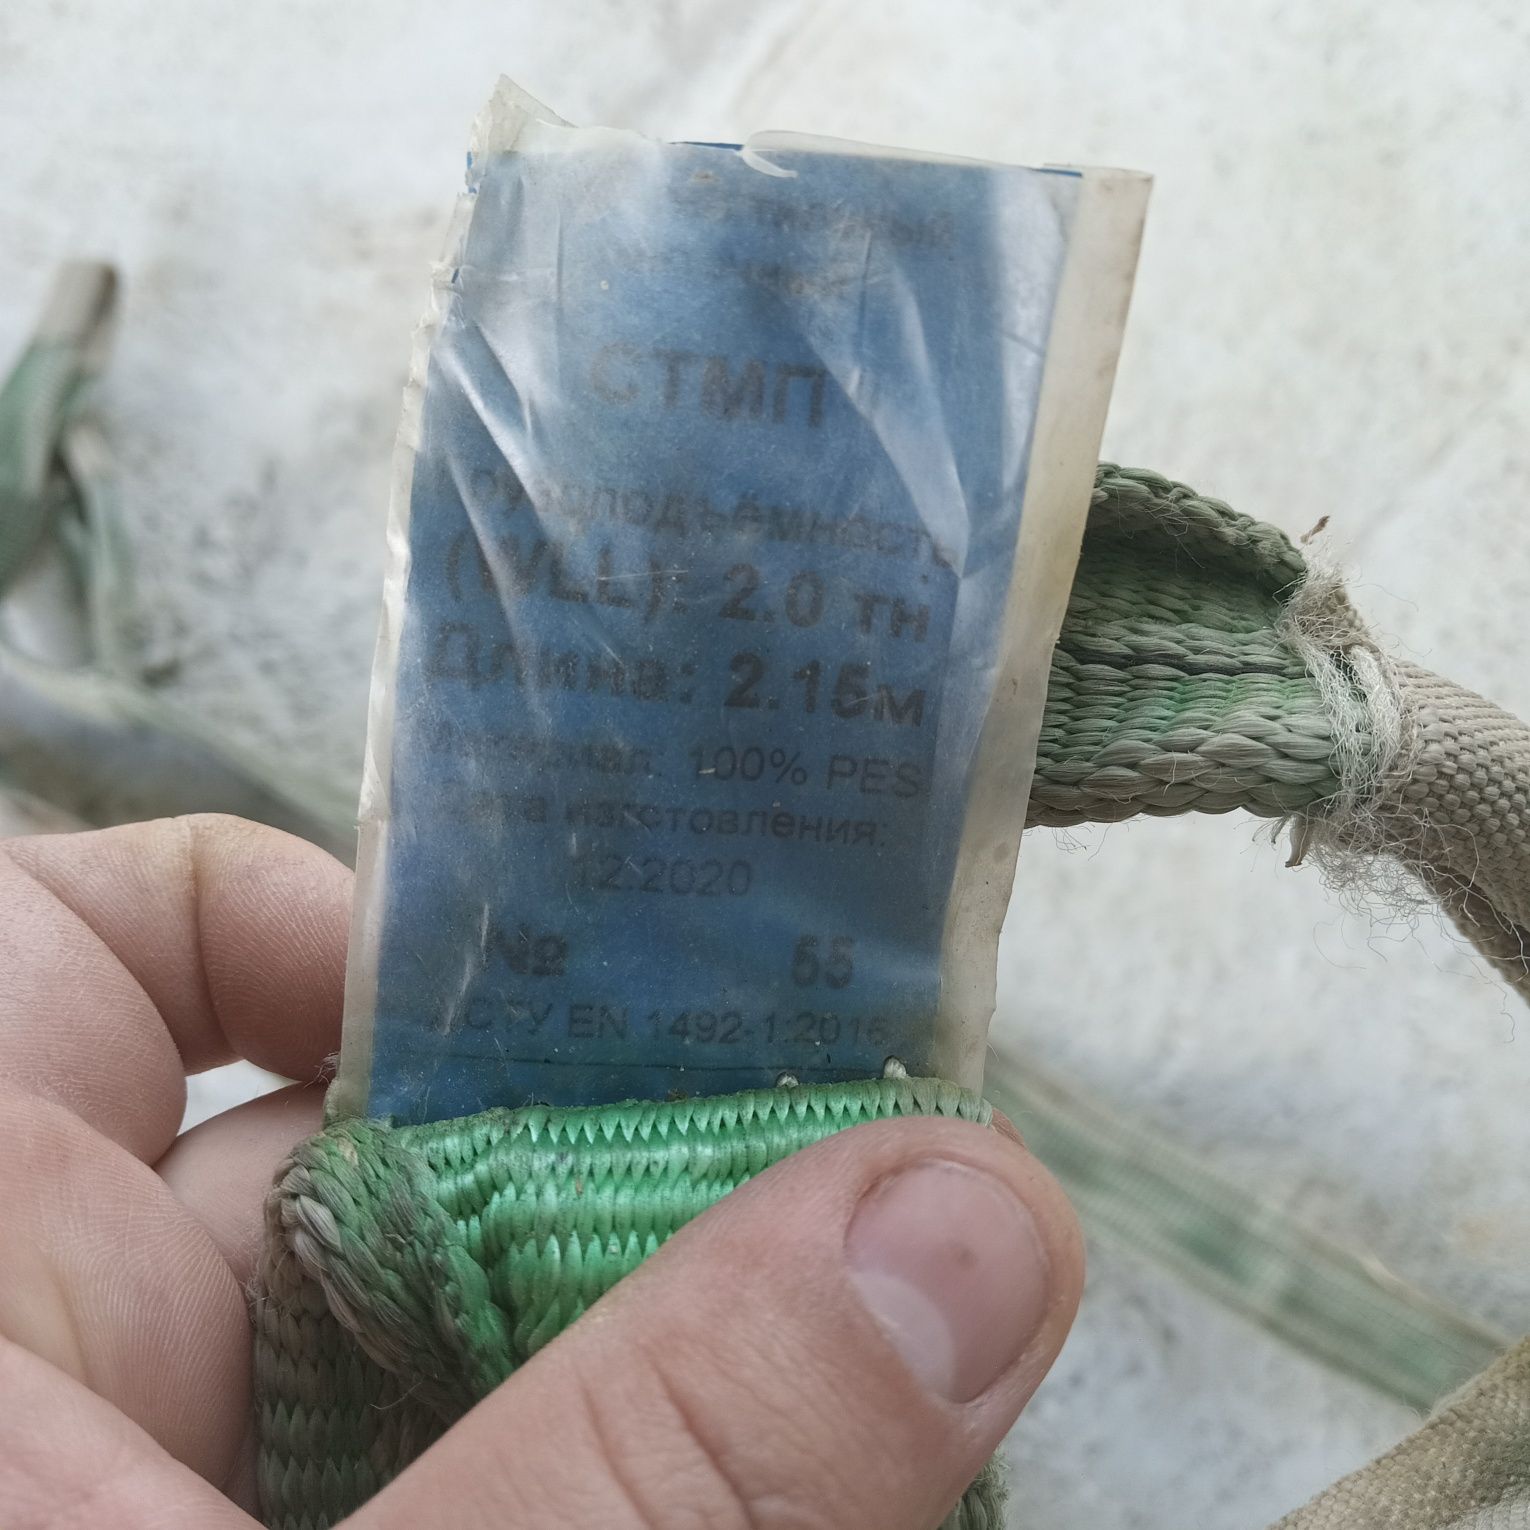 СТМП
Грузоподъёмность
(WLL): 2.0 тн
Длина: 2.15м
Материал: 100% PES
Дата изготовления:
12.2020
№ 55
ДСТУ EN 1492-1:2016